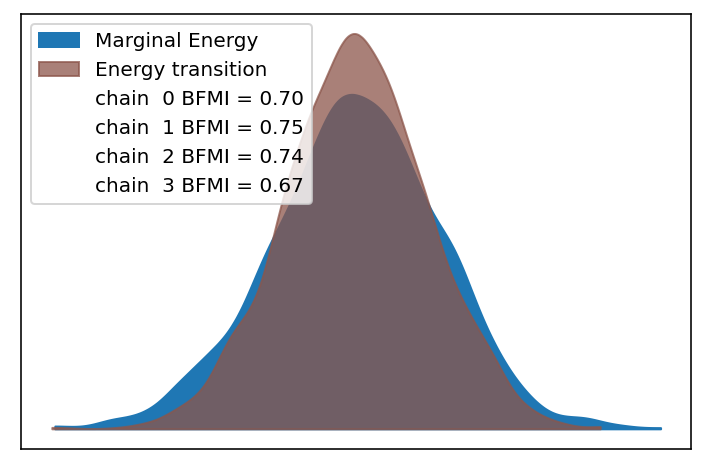 Marginal Energy
Energy transition
chain  0 BFMI = 0.70
chain  1 BFMI = 0.75
chain  2 BFMI = 0.74
chain  3 BFMI = 0.67